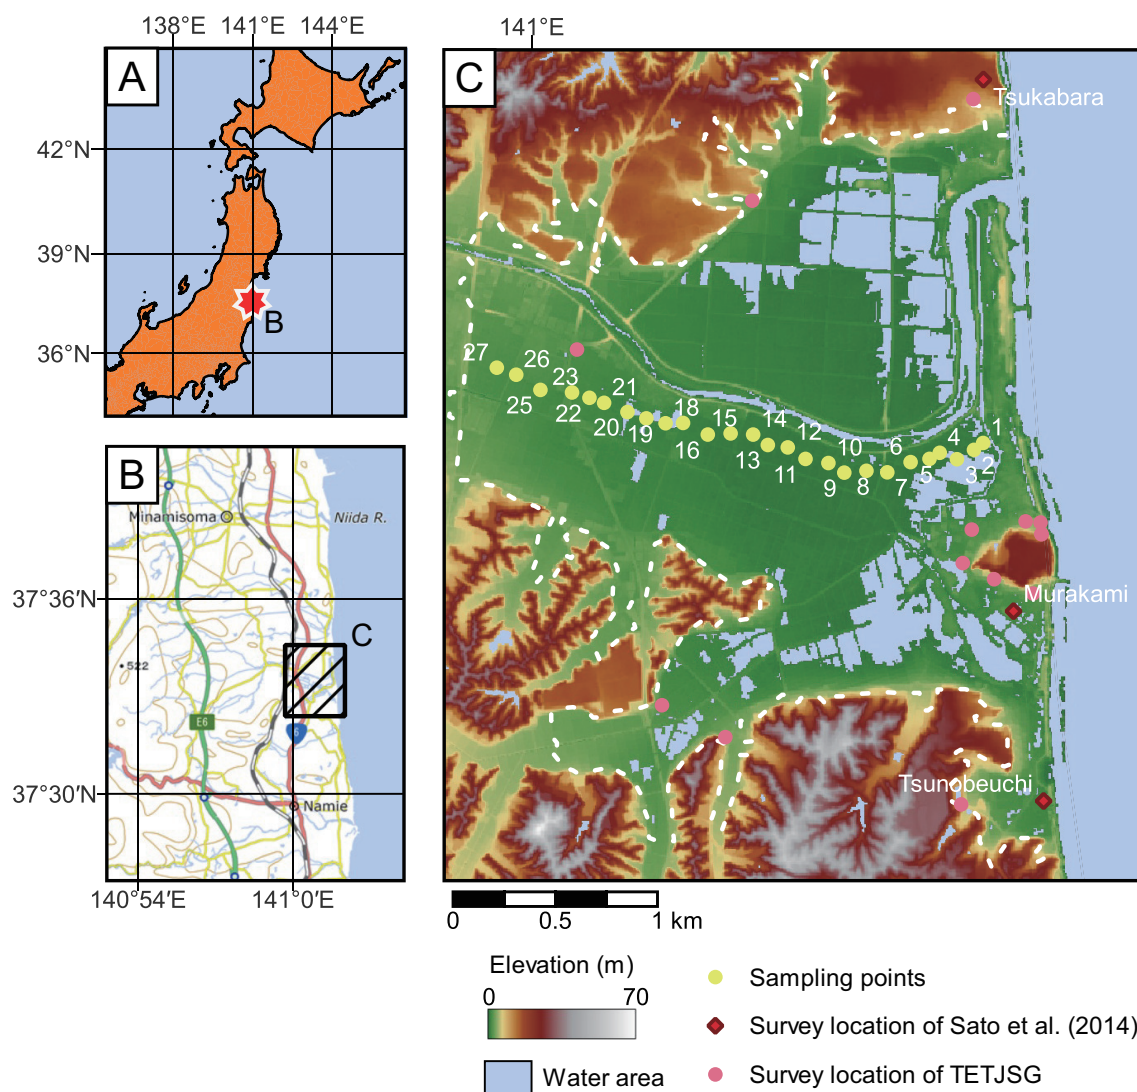 138°E 141°E 144°E
141°E
A
C
42°N
39°N
36°N
B
Tsukabara
27
26
25
23
22
21
20
19
18
16
15
14
13
12
11
10
9
8
7
6
5
4
3
2
1
Murakami
Tsunobeuchi
B
Minamisoma
Niida R.
37°36′N
C
522
E6
6
37°30′N
Namie
140°54′E 141°0′E
0 0.5 1 km
Elevation (m)
0 70
Water area
Sampling points
Survey location of Sato et al. (2014)
Survey location of TETJSG